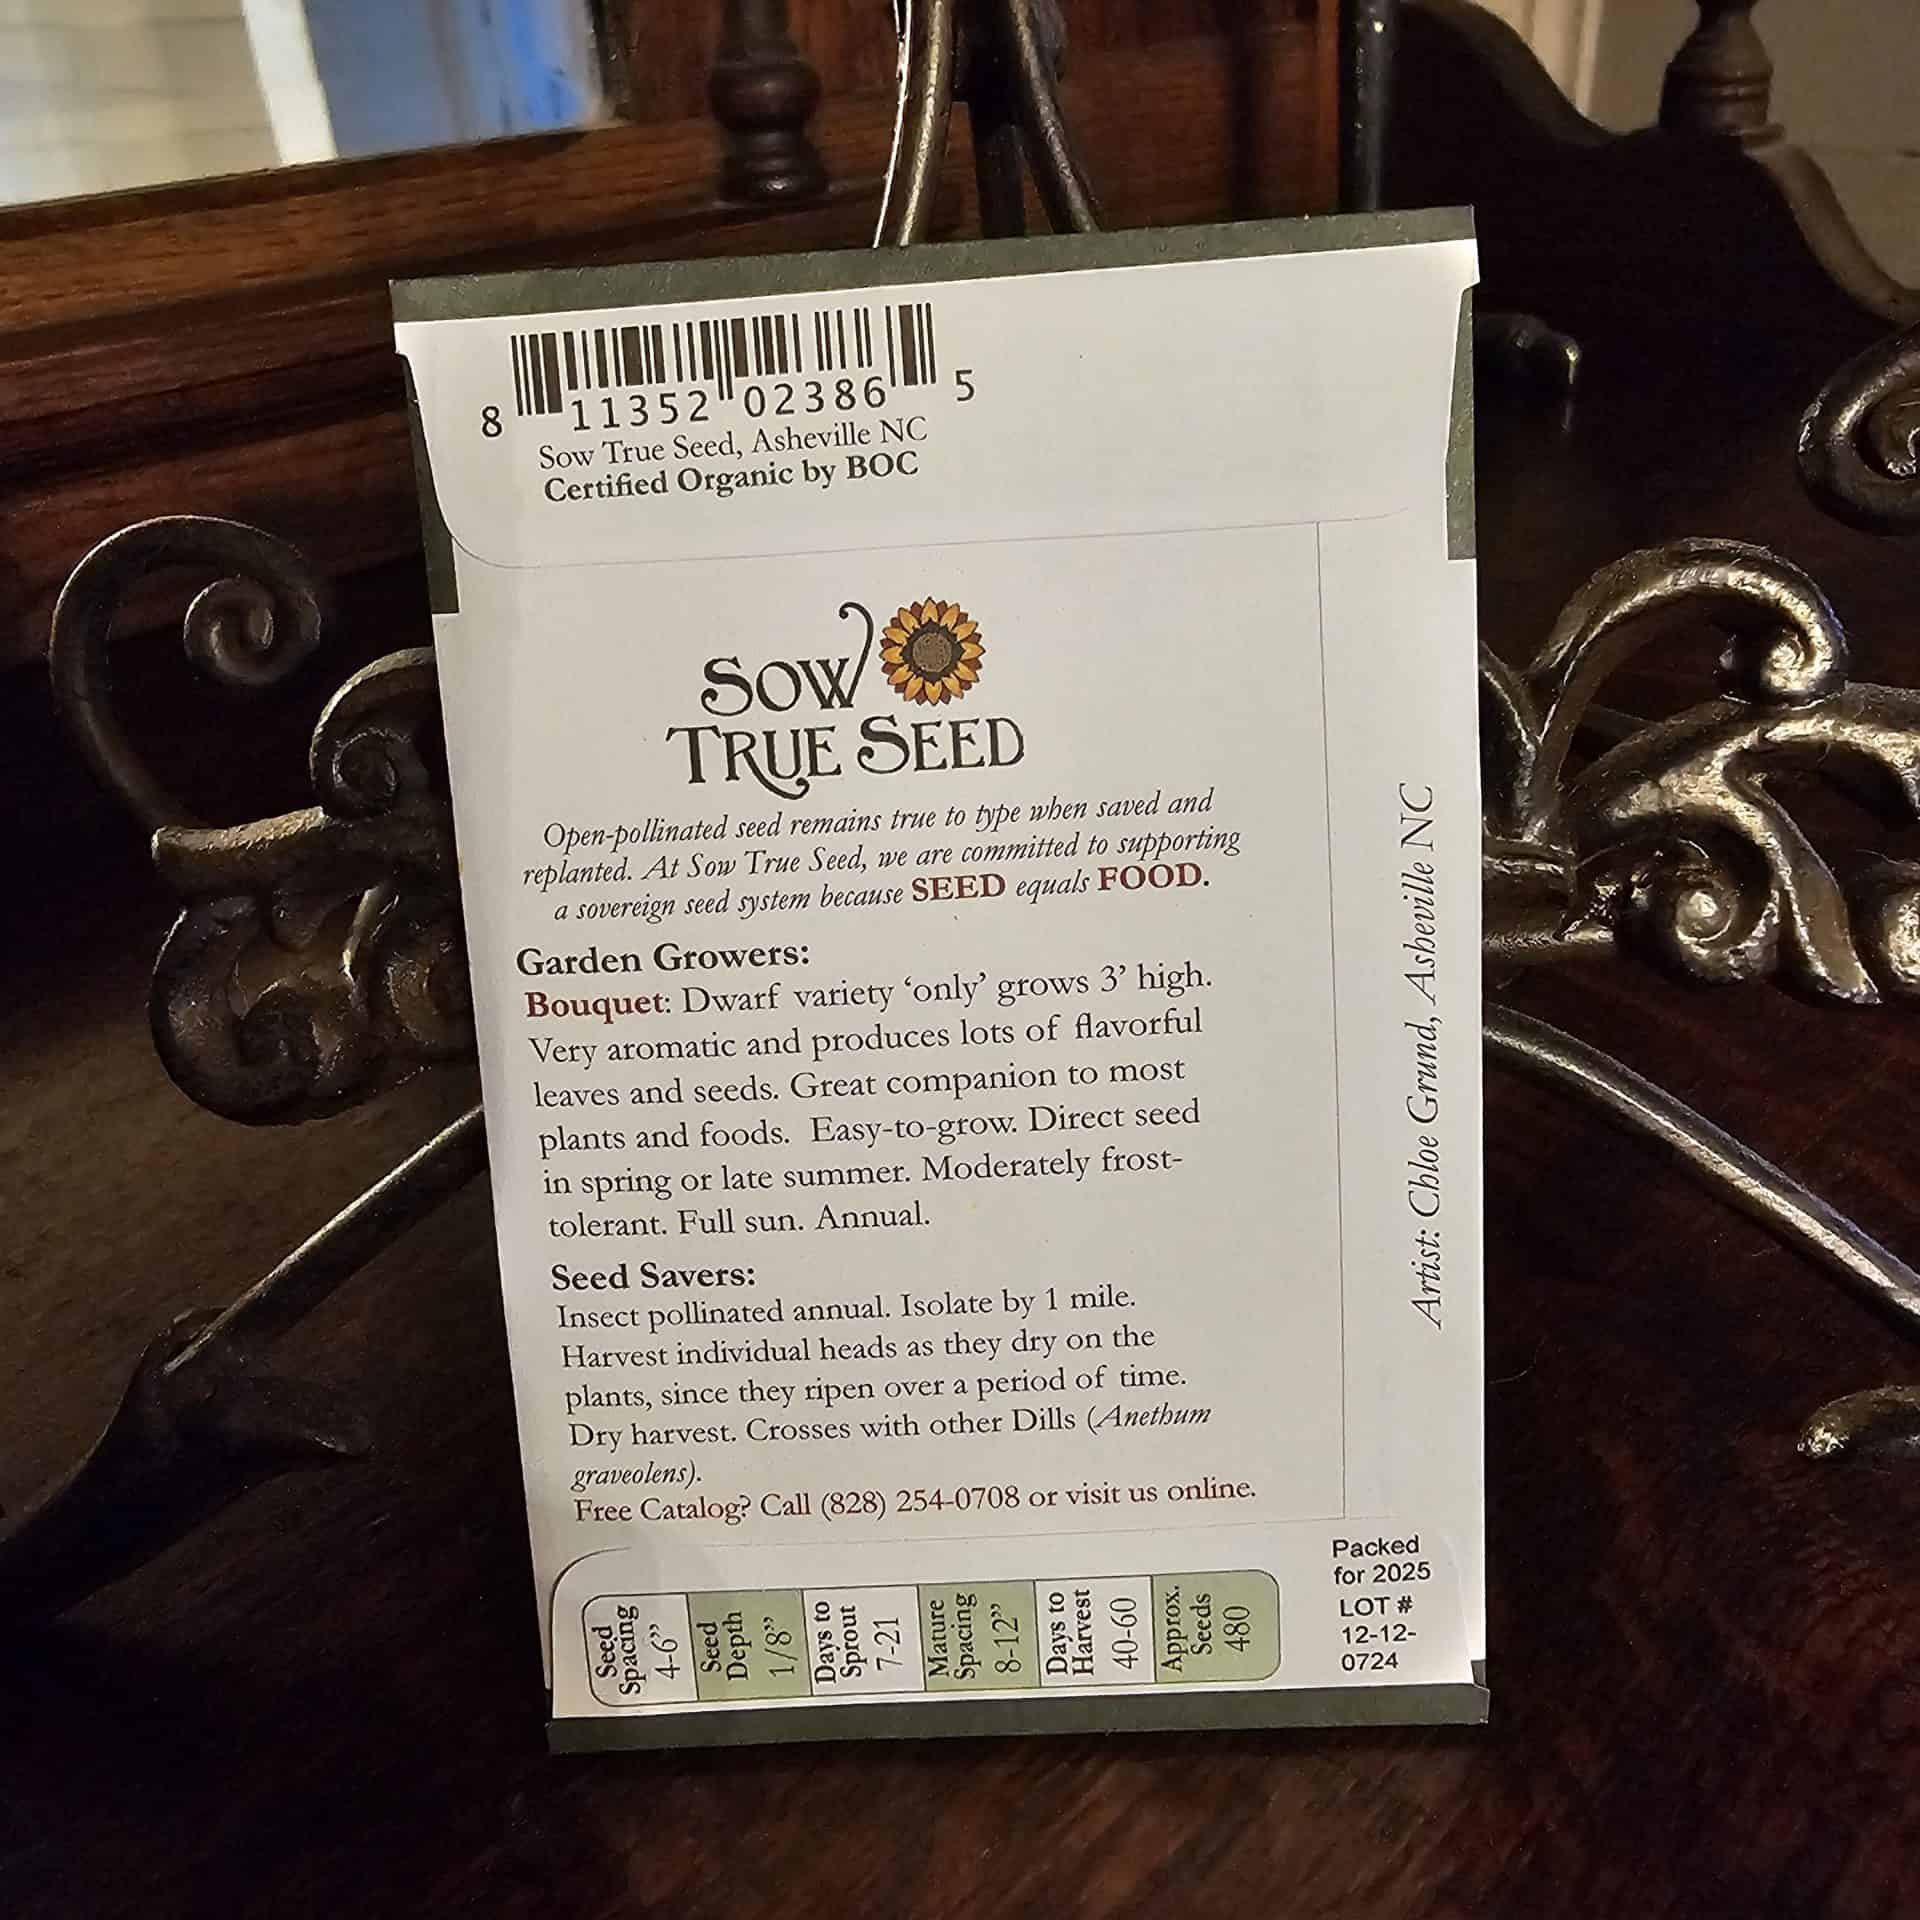 8 11352 02386 5
Sow True Seed, Asheville NC
Certified Organic by BOC
SOW
TRUE SEED
Open-pollinated seed remains true to type when saved and
replanted. At Sow True Seed, we are committed to supporting
a sovereign seed system because SEED equals FOOD.
Garden Growers:
Bouquet: Dwarf variety ‘only’ grows 3’ high.
Very aromatic and produces lots of flavorful
leaves and seeds. Great companion to most
plants and foods. Easy-to-grow. Direct seed
in spring or late summer. Moderately frost-
tolerant. Full sun. Annual.
Seed Savers:
Insect pollinated annual. Isolate by 1 mile.
Harvest individual heads as they dry on the
plants, since they ripen over a period of time.
Dry harvest. Crosses with other Dills (Anethum
graveolens).
Free Catalog? Call (828) 254-0708 or visit us online.
Artist: Chloe Grund, Asheville NC
Seed
Spacing
4-6”
Seed
Depth
1/8”
Days to
Sprout
7-21
Mature
Spacing
8-12”
Days to
Harvest
40-60
Approx.
Seeds
480
Packed
for 2025
LOT #
12-12-
0724